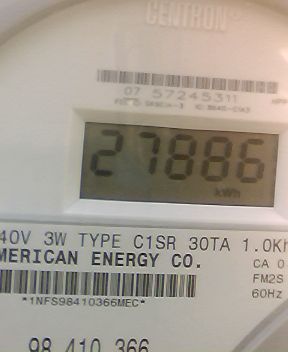 CENTRON
07 57245311
27886
kWh
40V 3W TYPE C1SR 30TA 1.0Kh
MERICAN ENERGY CO.
CA 0
FM2S
*1NFS98410366MEC*
60Hz
98 410 366